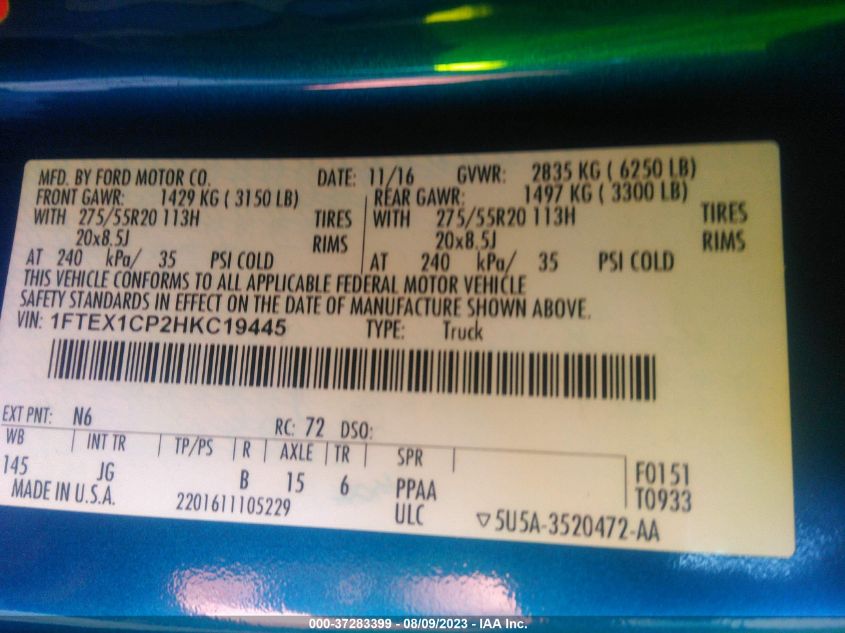 MFD. BY FORD MOTOR CO. DATE: 11/16 GVWR: 2835 KG ( 6250 LB)
FRONT GAWR: 1429 KG ( 3150 LB) REAR GAWR: 1497 KG ( 3300 LB)
WITH 275/55R20 113H TIRES WITH 275/55R20 113H TIRES
20x8.5J RIMS 20x8.5J RIMS
AT 240 kPa/ 35 PSI COLD AT 240 kPa/ 35 PSI COLD
THIS VEHICLE CONFORMS TO ALL APPLICABLE FEDERAL MOTOR VEHICLE
SAFETY STANDARDS IN EFFECT ON THE DATE OF MANUFACTURE SHOWN ABOVE.
VIN: 1FTEX1CP2HKC19445 TYPE: Truck
EXT PNT: N6 RC: 72 DSO:
WB INT TR TP/PS R AXLE TR SPR
145 JG B 15 6 PPAA F0151
MADE IN U.S.A. 2201611105229 ULC T0933
▽5U5A-3520472-AA
000-37283399 - 08/09/2023 - IAA Inc.